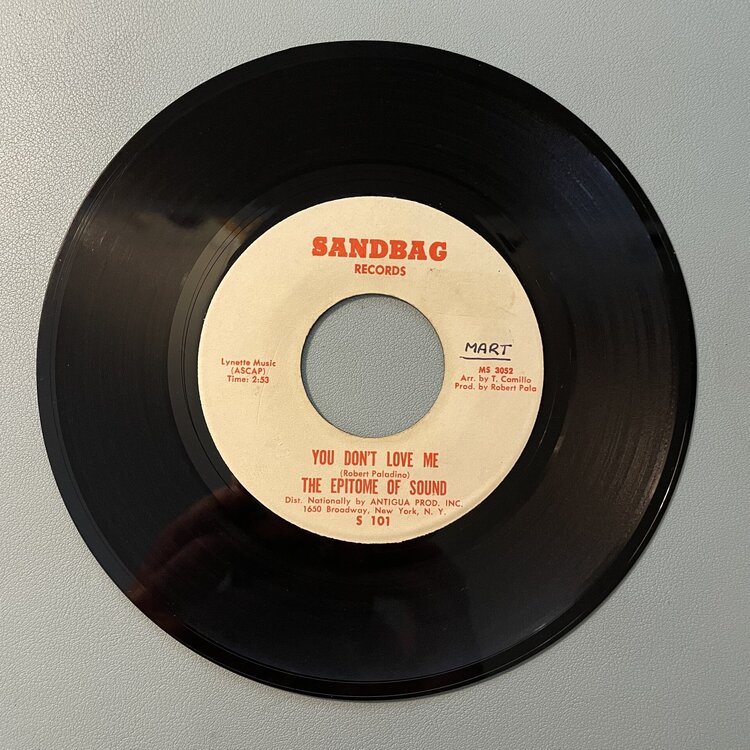 SANDBAG
RECORDS
Lynette Music
(ASCAP)
Time: 2:53
MART
MS 3052
Arr. by T. Camillo
Prod. by Robert Pala
YOU DON'T LOVE ME
(Robert Paladino)
THE EPITOME OF SOUND
Dist. Nationally by ANTIGUA PROD. INC.
1650 Broadway, New York, N. Y.
S 101